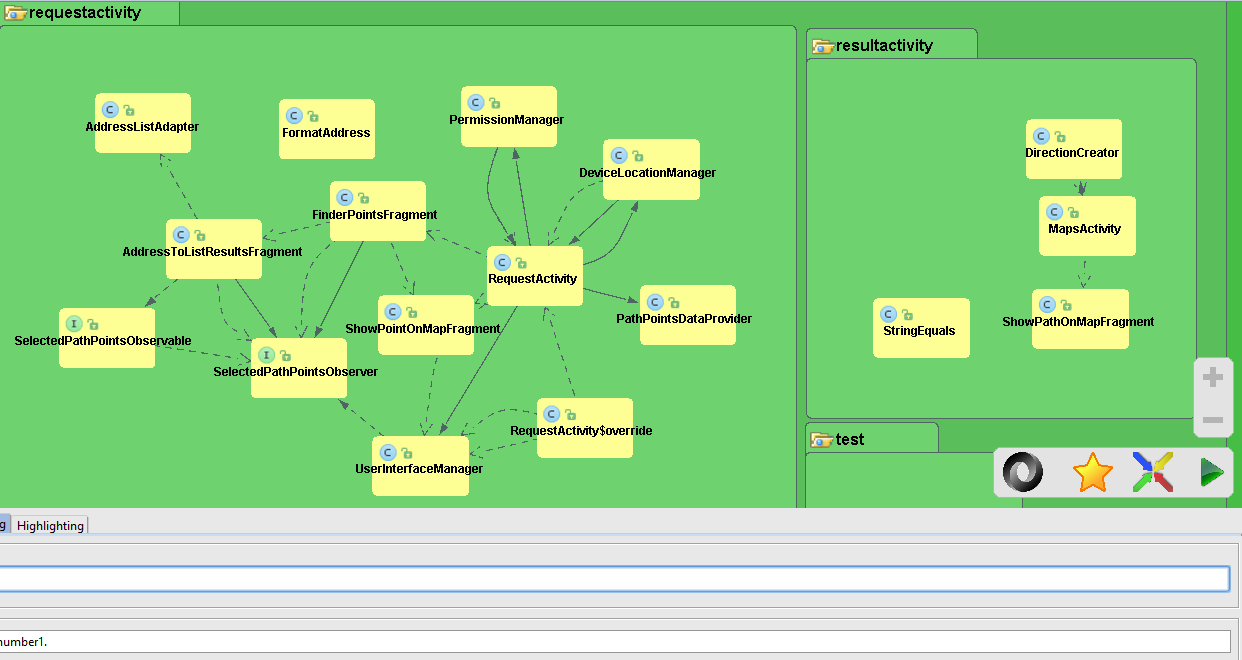 requestactivity
resultactivity
C
AddressListAdapter
C
FormatAddress
C
PermissionManager
C
DeviceLocationManager
C
DirectionCreator
C
FinderPointsFragment
C
MapsActivity
C
AddressToListResultsFragment
C
RequestActivity
C
ShowPointOnMapFragment
C
PathPointsDataProvider
C
StringEquals
C
ShowPathOnMapFragment
I
SelectedPathPointsObservable
I
SelectedPathPointsObserver
C
RequestActivity$override
C
UserInterfaceManager
test
g
Highlighting
number1.